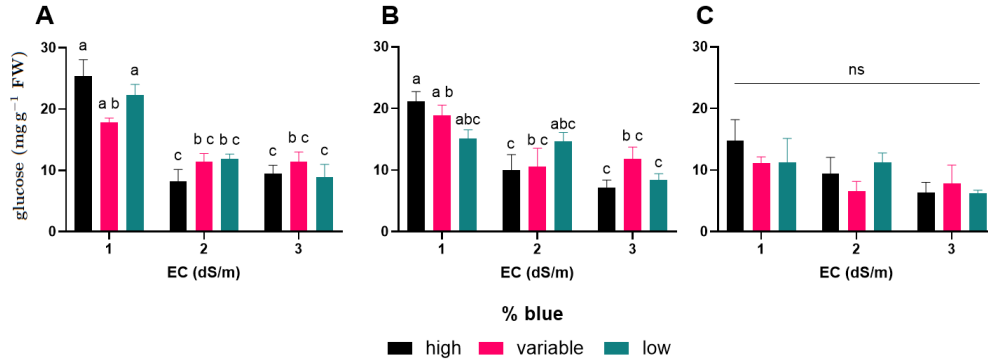 A
B
C
glucose (mg g⁻¹ FW)
30
20
10
0
a
a b
a
c
b c
b c
c
b c
c
1
2
3
EC (dS/m)
30
20
10
0
a
a b
abc
c
b c
abc
c
b c
c
1
2
3
EC (dS/m)
30
20
10
0
ns
1
2
3
EC (dS/m)
% blue
high variable low